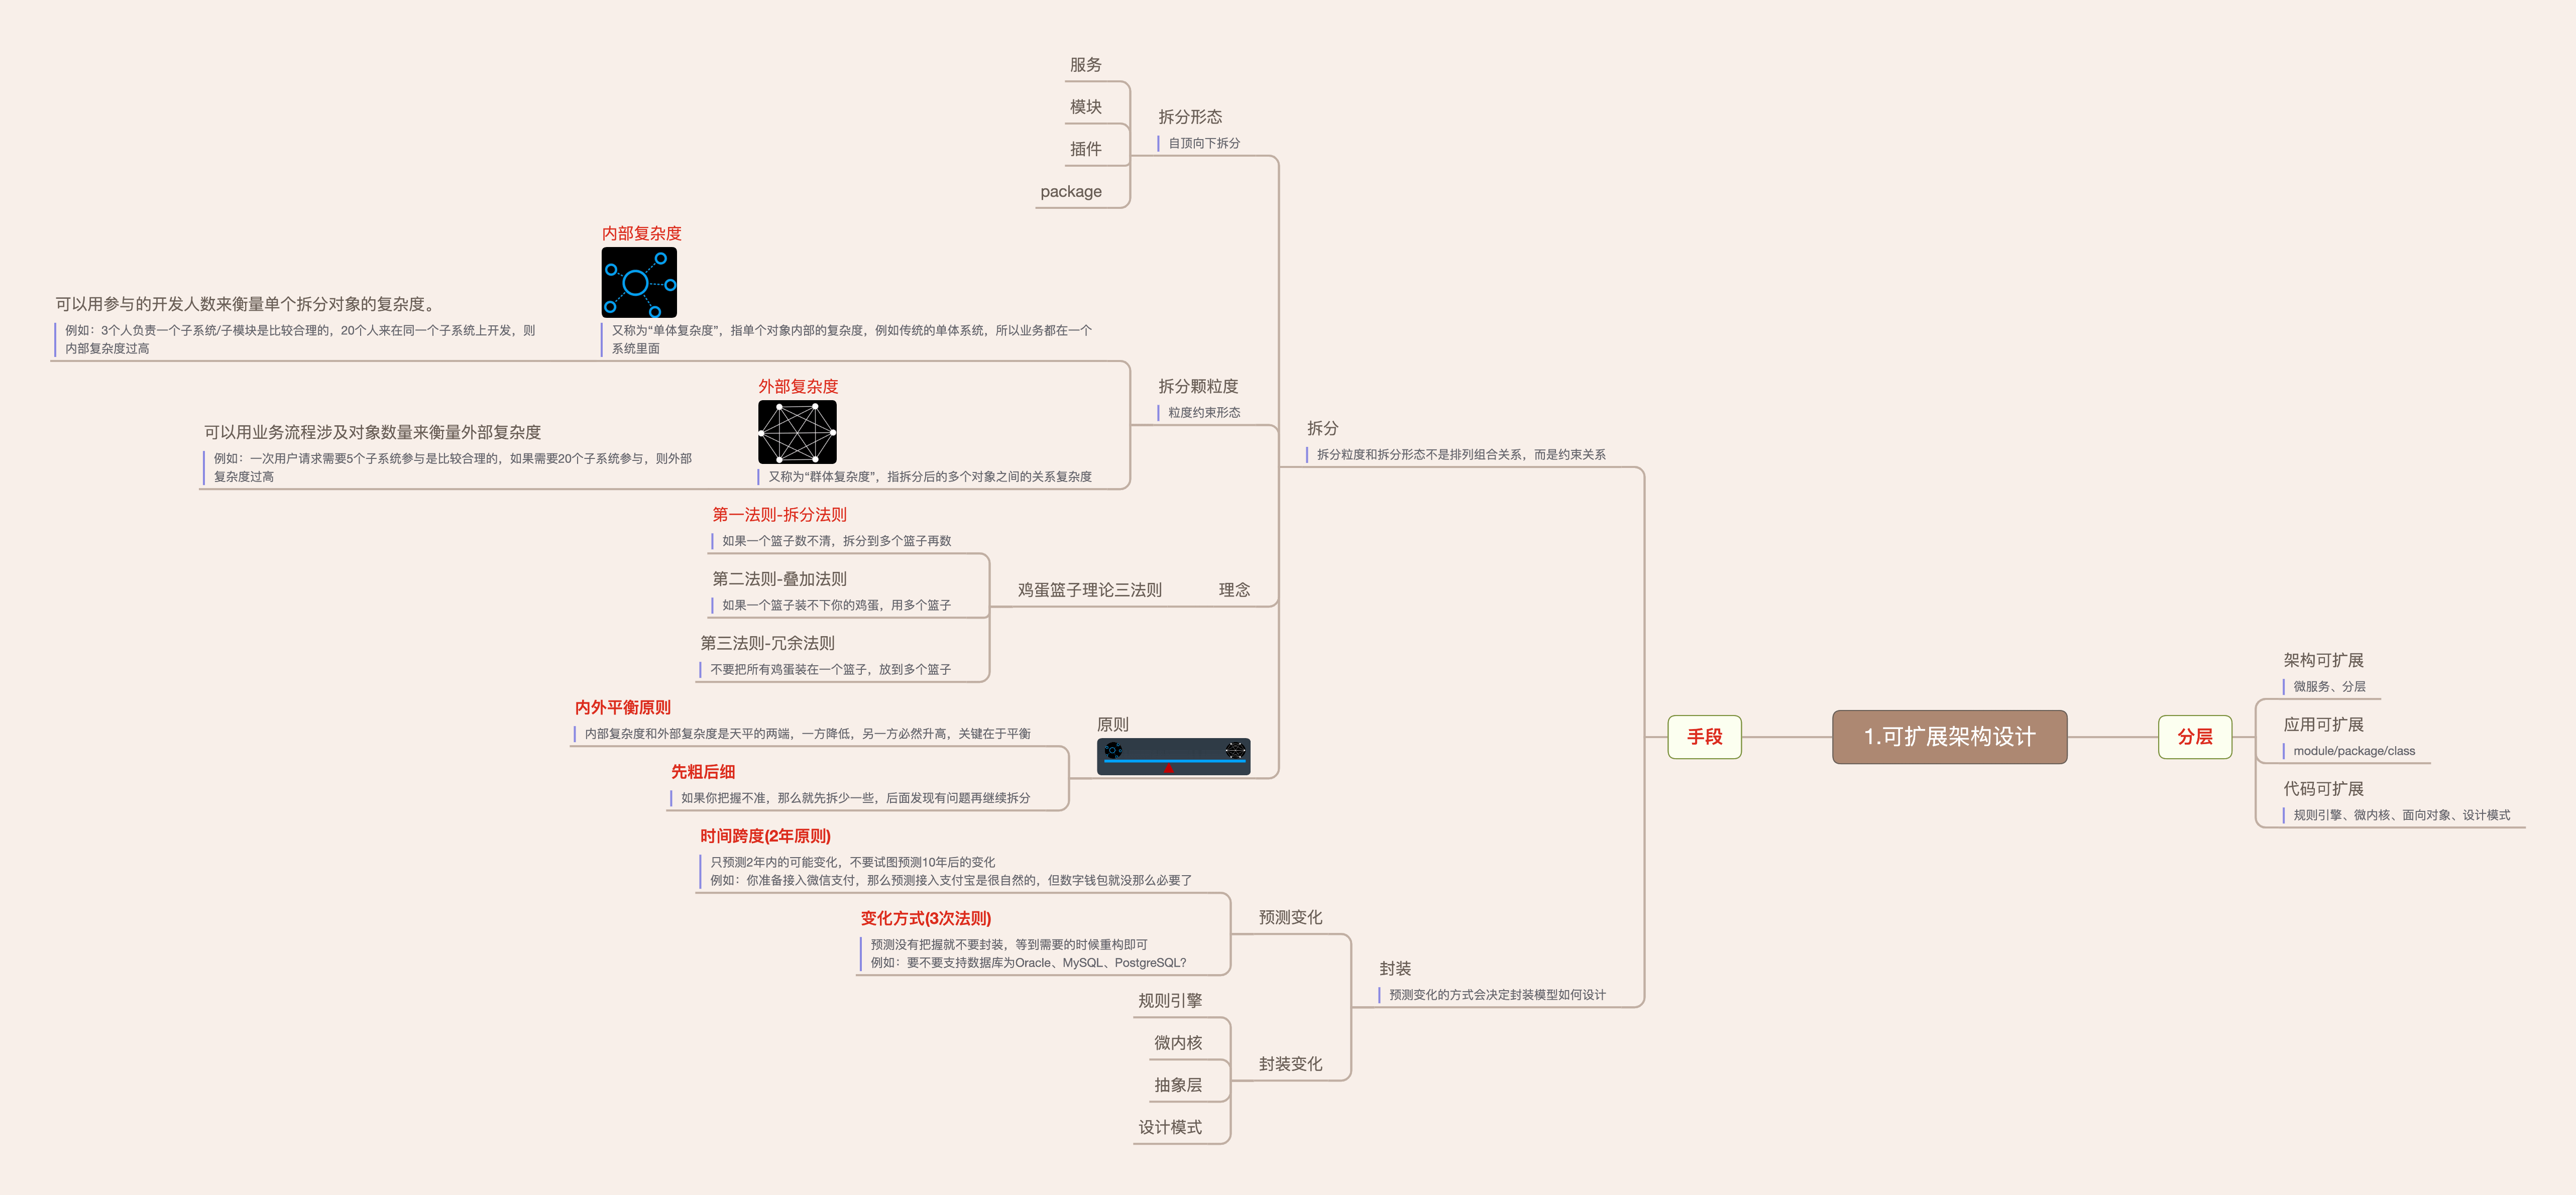 1.可扩展架构设计
分层
架构可扩展
微服务、分层
应用可扩展
module/package/class
代码可扩展
规则引擎、微内核、面向对象、设计模式
手段
拆分
拆分粒度和拆分形态不是排列组合关系，而是约束关系
拆分形态
自顶向下拆分
服务
模块
插件
package
拆分颗粒度
粒度约束形态
内部复杂度
又称为“单体复杂度”，指单个对象内部的复杂度，例如传统的单体系统，所以业务都在一个
系统里面
可以用参与的开发人数来衡量单个拆分对象的复杂度。
例如：3个人负责一个子系统/子模块是比较合理的，20个人来在同一个子系统上开发，则
内部复杂度过高
外部复杂度
又称为“群体复杂度”，指拆分后的多个对象之间的关系复杂度
可以用业务流程涉及对象数量来衡量外部复杂度
例如：一次用户请求需要5个子系统参与是比较合理的，如果需要20个子系统参与，则外部
复杂度过高
理念
鸡蛋篮子理论三法则
第一法则-拆分法则
如果一个篮子数不清，拆分到多个篮子再数
第二法则-叠加法则
如果一个篮子装不下你的鸡蛋，用多个篮子
第三法则-冗余法则
不要把所有鸡蛋装在一个篮子，放到多个篮子
原则
内外平衡原则
内部复杂度和外部复杂度是天平的两端，一方降低，另一方必然升高，关键在于平衡
先粗后细
如果你把握不准，那么就先拆少一些，后面发现有问题再继续拆分
封装
预测变化的方式会决定封装模型如何设计
预测变化
时间跨度(2年原则)
只预测2年内的可能变化，不要试图预测10年后的变化
例如：你准备接入微信支付，那么预测接入支付宝是很自然的，但数字钱包就没那么必要了
变化方式(3次法则)
预测没有把握就不要封装，等到需要的时候重构即可
例如：要不要支持数据库为Oracle、MySQL、PostgreSQL?
封装变化
规则引擎
微内核
抽象层
设计模式